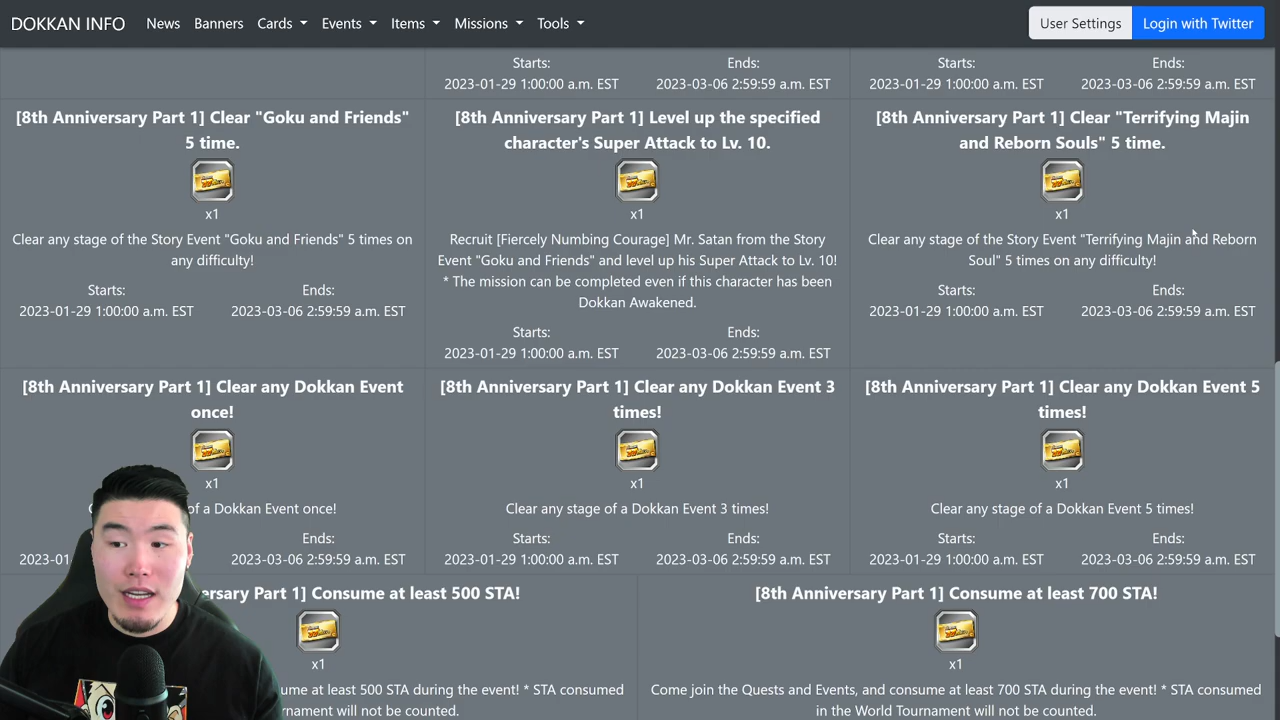 DOKKAN INFO News Banners Cards Events Items Missions Tools User Settings Login with Twitter
Starts: Ends: Starts: Ends:
2023-01-29 1:00:00 a.m. EST 2023-03-06 2:59:59 a.m. EST 2023-01-29 1:00:00 a.m. EST 2023-03-06 2:59:59 a.m. EST
[8th Anniversary Part 1] Clear "Goku and Friends"
5 time.
x1
Clear any stage of the Story Event "Goku and Friends" 5 times on
any difficulty!
Starts: Ends:
2023-01-29 1:00:00 a.m. EST 2023-03-06 2:59:59 a.m. EST
[8th Anniversary Part 1] Level up the specified
character's Super Attack to Lv. 10.
x1
Recruit [Fiercely Numbing Courage] Mr. Satan from the Story
Event "Goku and Friends" and level up his Super Attack to Lv. 10!
* The mission can be completed even if this character has been
Dokkan Awakened.
Starts: Ends:
2023-01-29 1:00:00 a.m. EST 2023-03-06 2:59:59 a.m. EST
[8th Anniversary Part 1] Clear "Terrifying Majin
and Reborn Souls" 5 time.
x1
Clear any stage of the Story Event "Terrifying Majin and Reborn
Soul" 5 times on any difficulty!
Starts: Ends:
2023-01-29 1:00:00 a.m. EST 2023-03-06 2:59:59 a.m. EST
[8th Anniversary Part 1] Clear any Dokkan Event
once!
x1
of a Dokkan Event once!
Ends:
2023-03-06 2:59:59 a.m. EST
[8th Anniversary Part 1] Clear any Dokkan Event 3
times!
x1
Clear any stage of a Dokkan Event 3 times!
Starts: Ends:
2023-01-29 1:00:00 a.m. EST 2023-03-06 2:59:59 a.m. EST
[8th Anniversary Part 1] Clear any Dokkan Event 5
times!
x1
Clear any stage of a Dokkan Event 5 times!
Starts: Ends:
2023-01-29 1:00:00 a.m. EST 2023-03-06 2:59:59 a.m. EST
Part 1] Consume at least 500 STA!
x1
at least 500 STA during the event! * STA consumed
will not be counted.
[8th Anniversary Part 1] Consume at least 700 STA!
x1
Come join the Quests and Events, and consume at least 700 STA during the event! * STA consumed
in the World Tournament will not be counted.